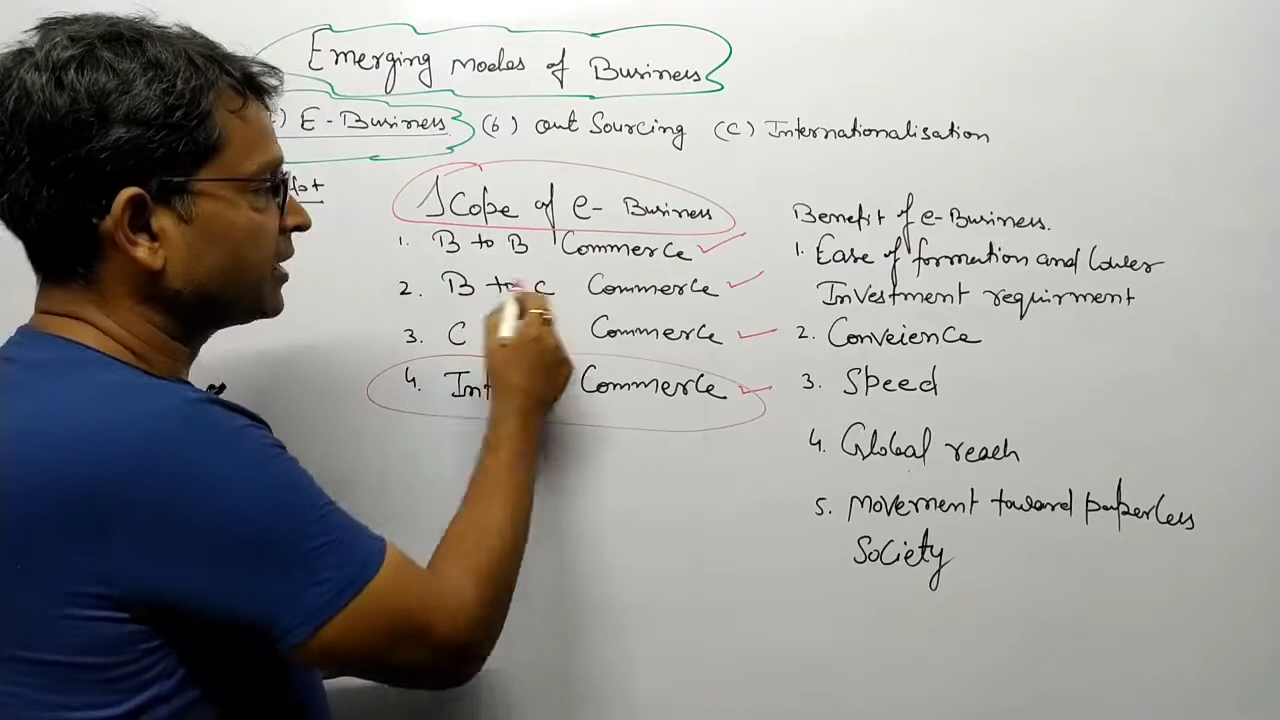 Emerging modes of Business
) E-Business (b) out Sourcing (C) Internationalisation
Scope of e-Business
1. B to B Commerce
2. B to C Commerce
3. C Commerce
4. Commerce
Benefit of e-Business.
1. Ease of formation and Lower
Investment requirment
2. Conveience
3. Speed
4. Global reach
5. Movement toward paperless
Society